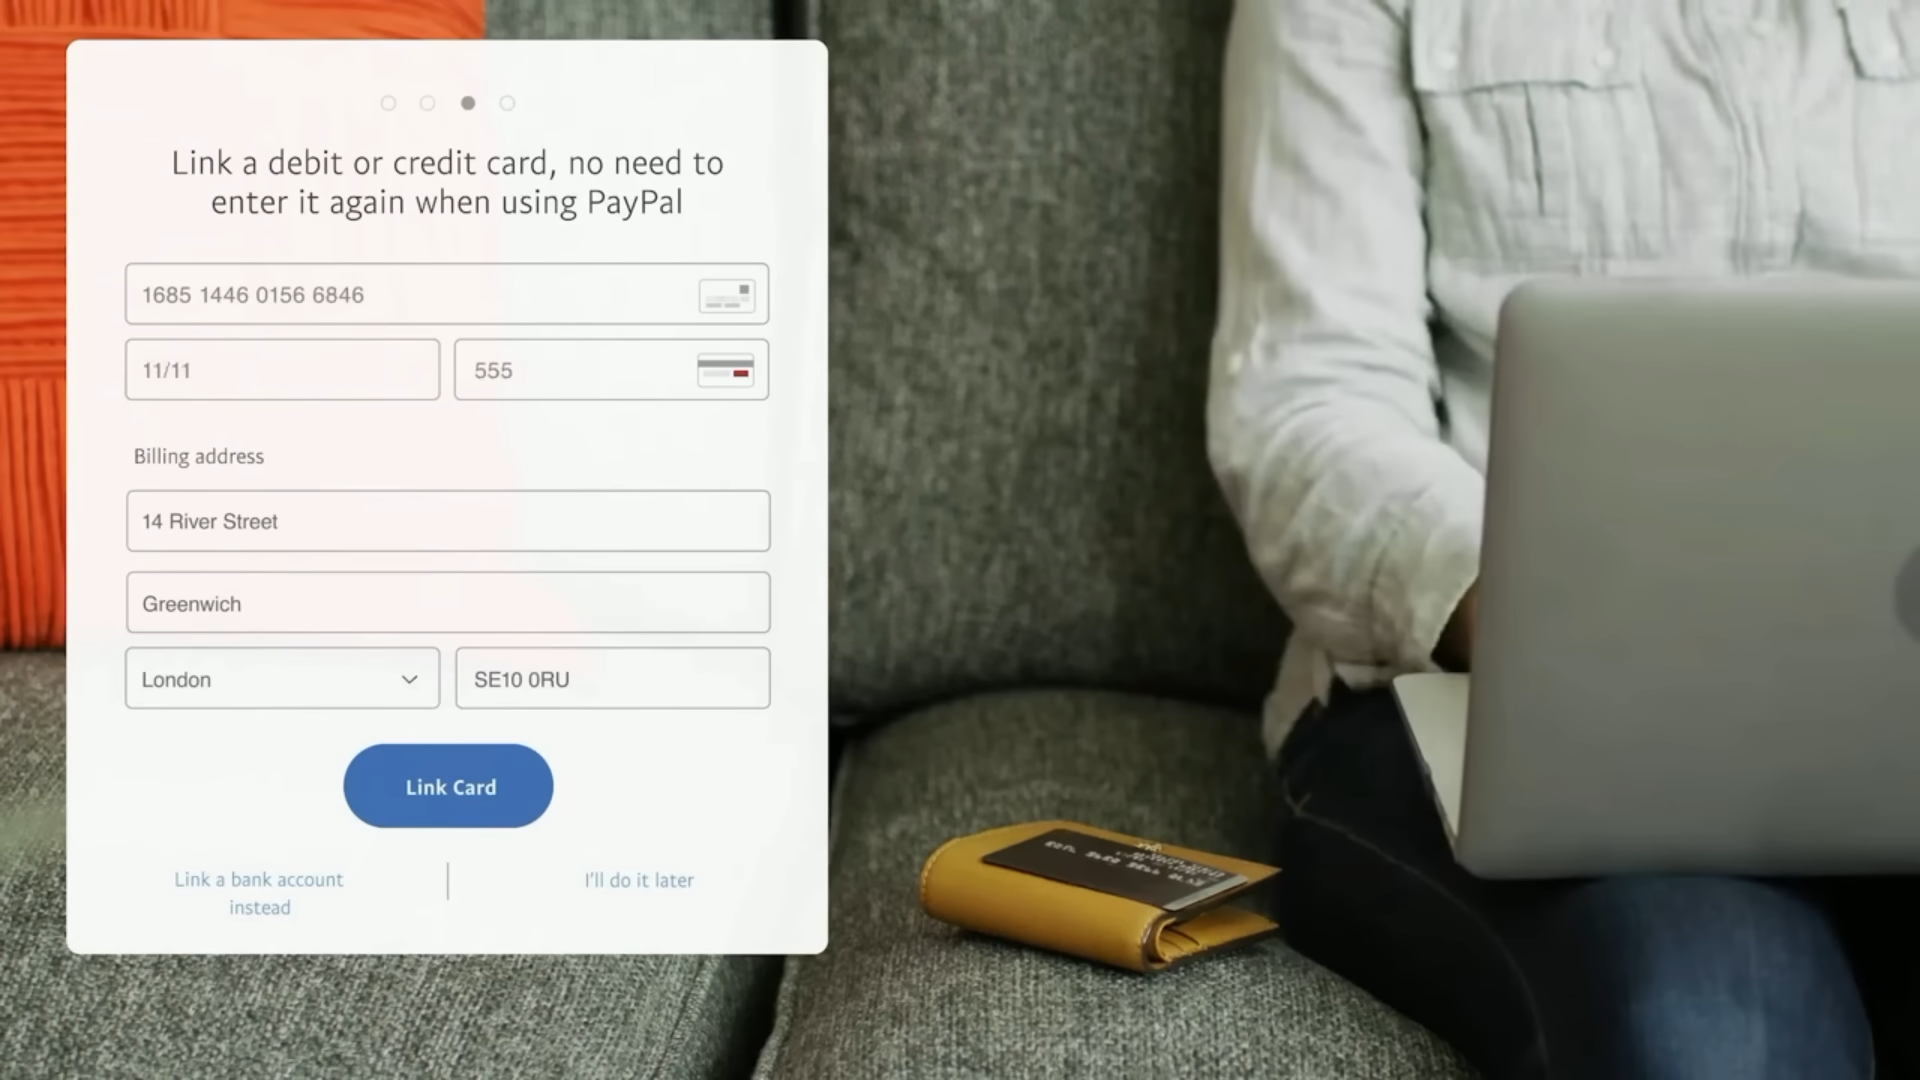 Link a debit or credit card, no need to
enter it again when using PayPal
1685 1446 0156 6846
11/11
555
Billing address
14 River Street
Greenwich
London
SE10 0RU
Link Card
Link a bank account
instead
I'll do it later